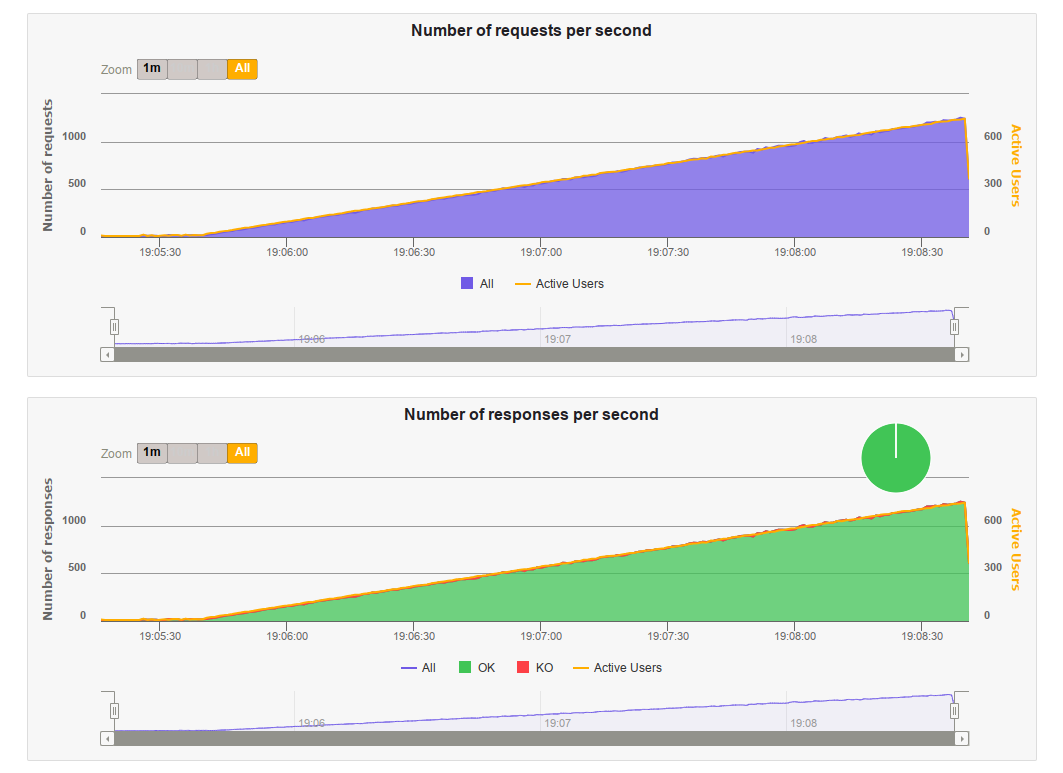 Number of requests per second
Zoom 1m All
Number of requests
1000
500
0
600
300
0
Active Users
19:05:30 19:06:00 19:06:30 19:07:00 19:07:30 19:08:00 19:08:30
All Active Users
19:06 19:07 19:08
Number of responses per second
Zoom 1m All
Number of responses
1000
500
0
600
300
0
Active Users
19:05:30 19:06:00 19:06:30 19:07:00 19:07:30 19:08:00 19:08:30
All OK KO Active Users
19:06 19:07 19:08